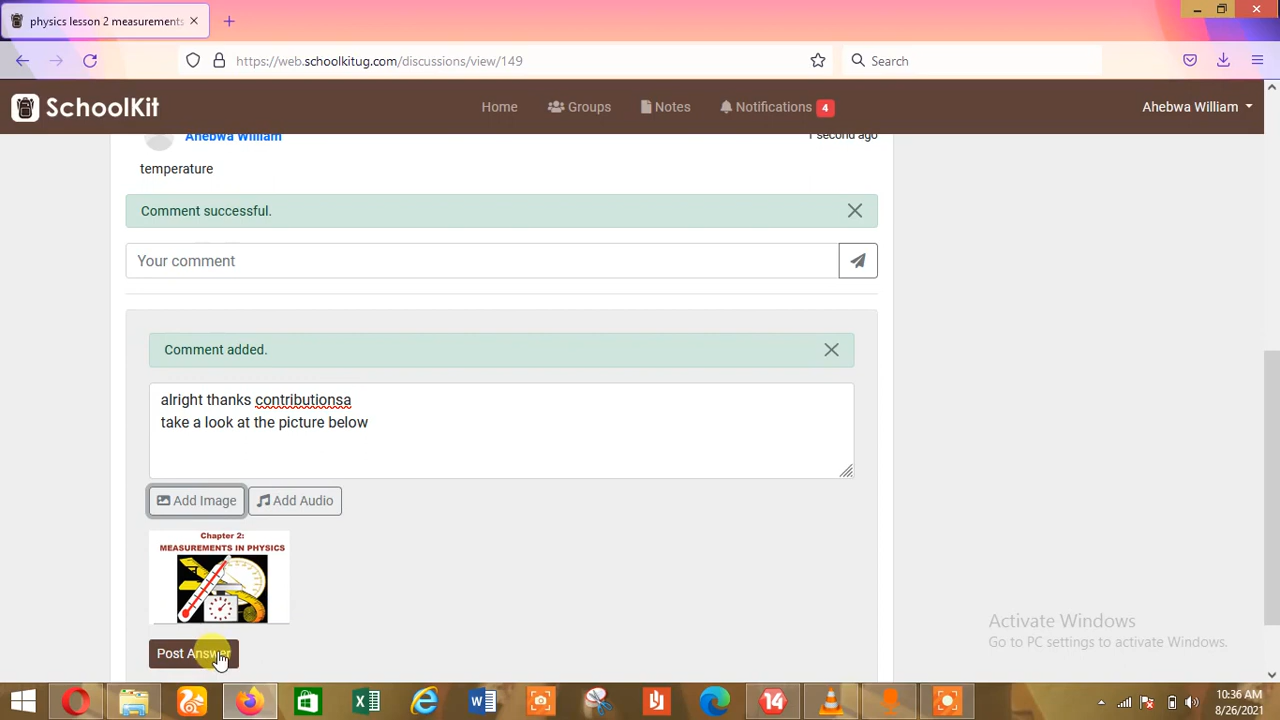 physics lesson 2 measurements
https://web.schoolkitug.com/discussions/view/149
Search
SchoolKit
Home
Groups
Notes
Notifications 4
Ahebwa William
Ahebwa William
1 second ago
temperature
Comment successful.
Your comment
Comment added.
alright thanks contributionsa
take a look at the picture below
Add Image
Add Audio
Chapter 2:
MEASUREMENTS IN PHYSICS
Post Answer
Activate Windows
Go to PC settings to activate Windows.
14
10:36 AM
8/26/2021